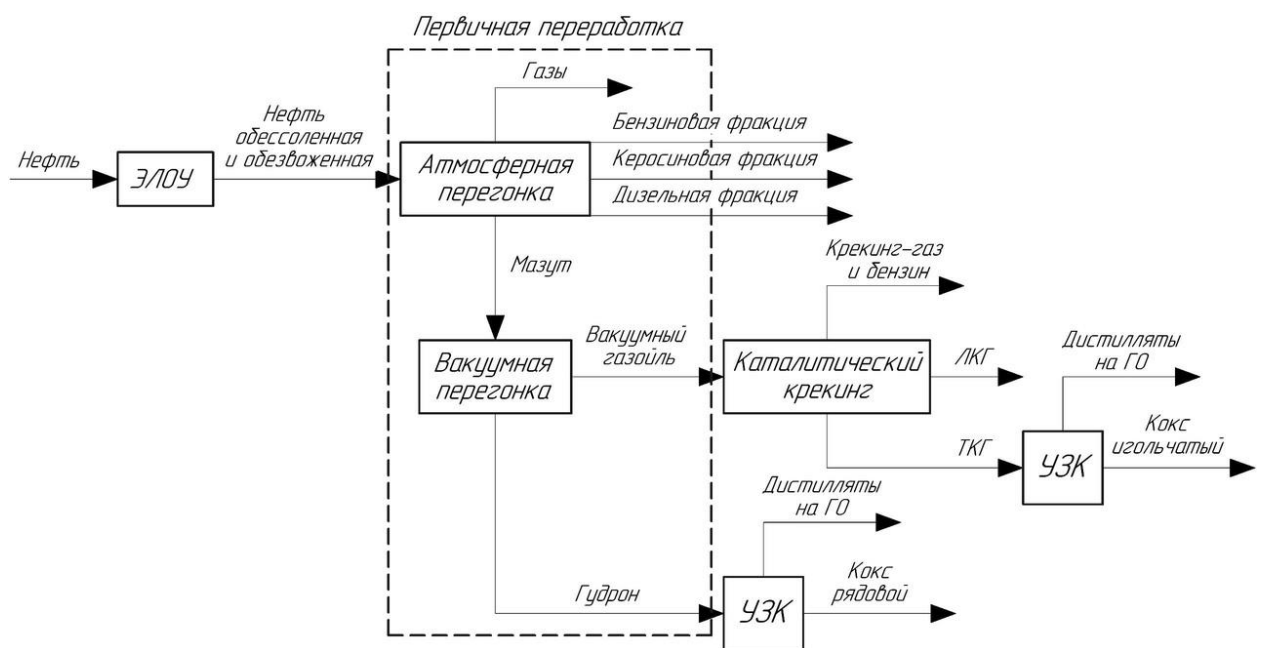 Первичная переработка
Газы
Нефть
ЭЛОУ
Нефть
обессоленная
и обезвоженная
Атмосферная
перегонка
Бензиновая фракция
Керосиновая фракция
Дизельная фракция
Мазут
Вакуумная
перегонка
Вакуумный
газойль
Каталитический
крекинг
Крекинг-газ
и бензин
ЛКГ
ТКГ
УЗК
Дистилляты
на ГО
Кокс
игольчатый
Гудрон
УЗК
Дистилляты
на ГО
Кокс
рядовой